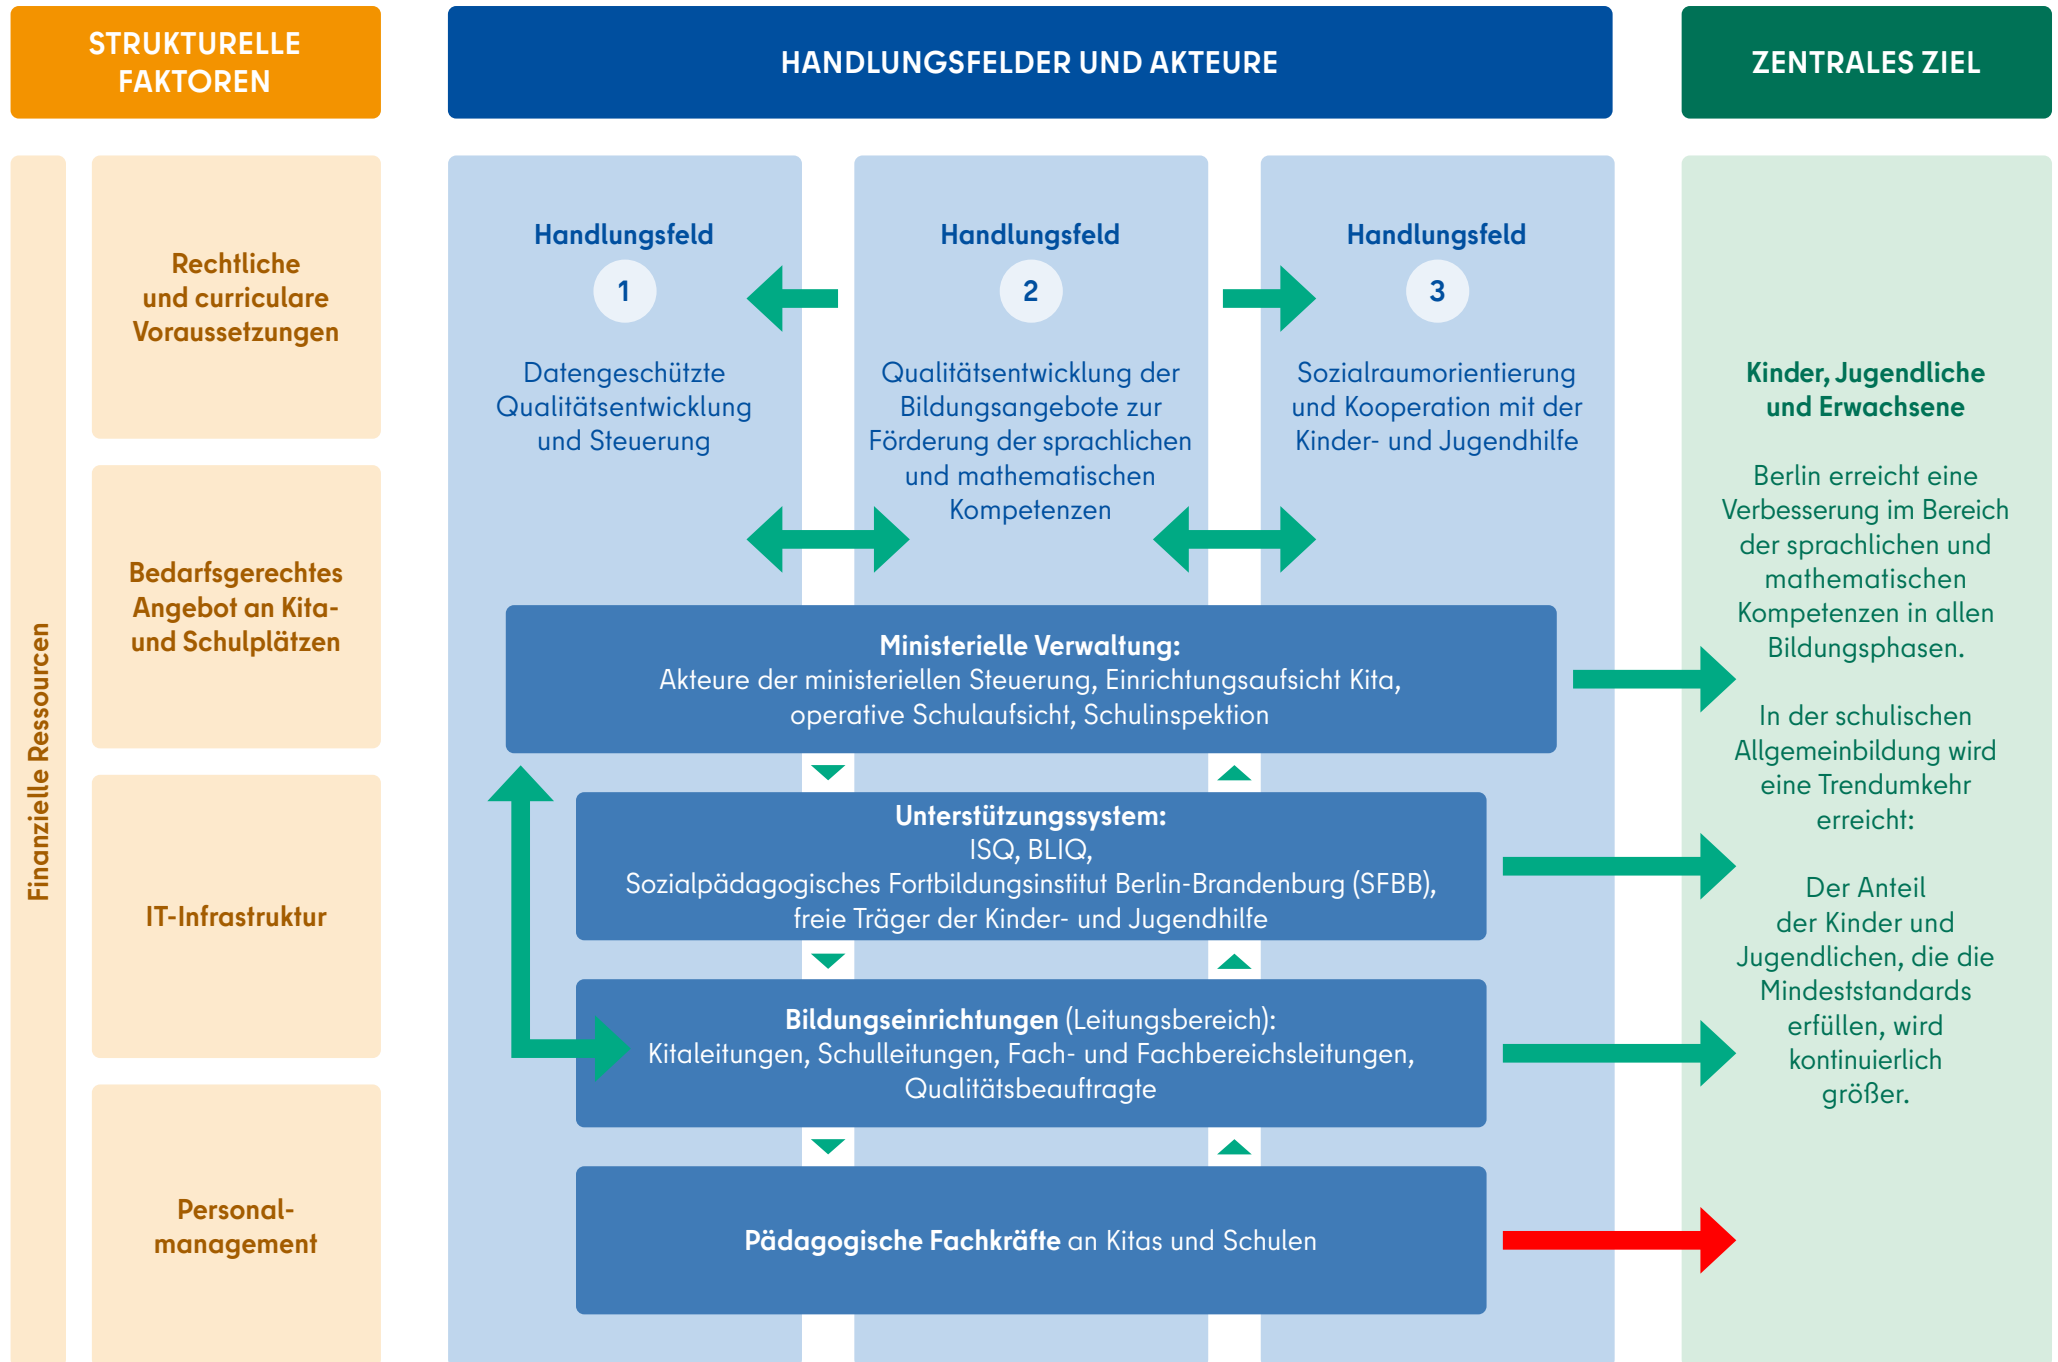 STRUKTURELLE
FAKTOREN
HANDLUNGSFELDER UND AKTEURE
ZENTRALES ZIEL
Finanzielle Ressourcen
Rechtliche
und curriculare
Voraussetzungen
Bedarfsgerechtes
Angebot an Kita-
und Schulplätzen
IT-Infrastruktur
Personal-
management
Handlungsfeld
1
Datengeschützte
Qualitätsentwicklung
und Steuerung
Handlungsfeld
2
Qualitätsentwicklung der
Bildungsangebote zur
Förderung der sprachlichen
und mathematischen
Kompetenzen
Handlungsfeld
3
Sozialraumorientierung
und Kooperation mit der
Kinder- und Jugendhilfe
Ministerielle Verwaltung:
Akteure der ministeriellen Steuerung, Einrichtungsaufsicht Kita,
operative Schulaufsicht, Schulinspektion
Unterstützungssystem:
ISQ, BLIQ,
Sozialpädagogisches Fortbildungsinstitut Berlin-Brandenburg (SFBB),
freie Träger der Kinder- und Jugendhilfe
Bildungseinrichtungen (Leitungsbereich):
Kitaleitungen, Schulleitungen, Fach- und Fachbereichsleitungen,
Qualitätsbeauftragte
Pädagogische Fachkräfte an Kitas und Schulen
Kinder, Jugendliche
und Erwachsene
Berlin erreicht eine
Verbesserung im Bereich
der sprachlichen und
mathematischen
Kompetenzen in allen
Bildungsphasen.
In der schulischen
Allgemeinbildung wird
eine Trendumkehr
erreicht:
Der Anteil
der Kinder und
Jugendlichen, die die
Mindeststandards
erfüllen, wird
kontinuierlich
größer.